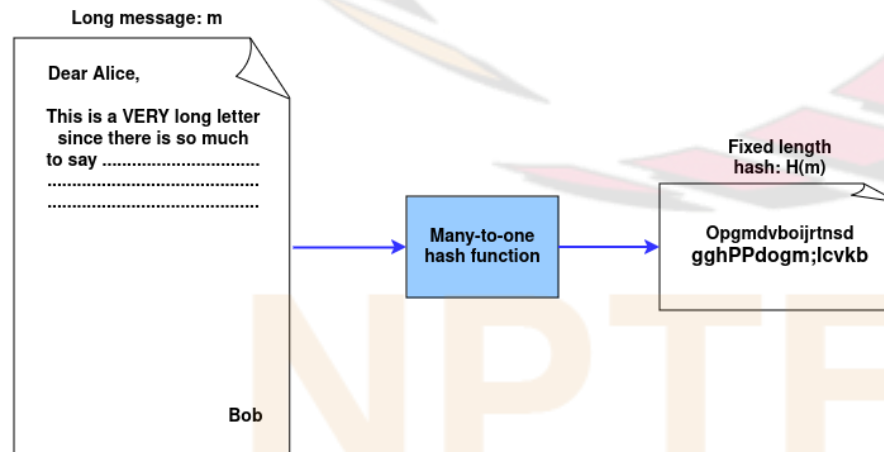 Long message: m
Dear Alice,
This is a VERY long letter
since there is so much
to say ................................
...........................................
...........................................
Bob
Many-to-one
hash function
Fixed length
hash: H(m)
Opgmdvboijrtnsd
gghPPdogm;lcvkb
NPTE